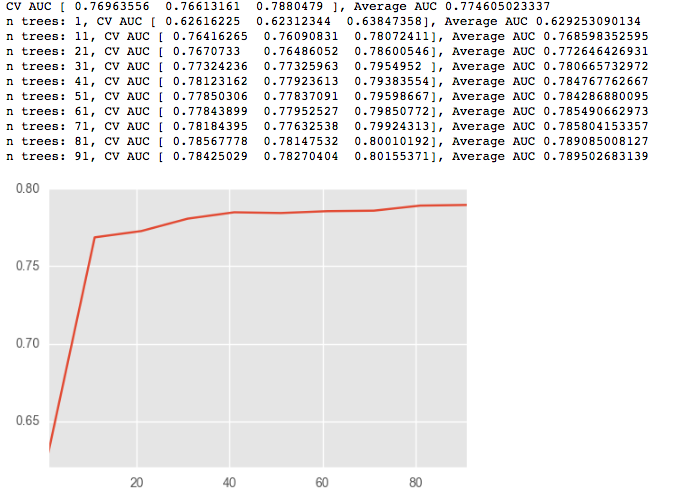 CV AUC [ 0.76963556  0.76613161  0.7880479 ], Average AUC 0.774605023337
n trees: 1, CV AUC [ 0.62616225  0.62312344  0.63847358], Average AUC 0.629253090134
n trees: 11, CV AUC [ 0.76416265  0.76090831  0.78072411], Average AUC 0.768598352595
n trees: 21, CV AUC [ 0.7670733   0.76486052  0.78600546], Average AUC 0.772646426931
n trees: 31, CV AUC [ 0.77324236  0.77325963  0.7954952 ], Average AUC 0.780665732972
n trees: 41, CV AUC [ 0.78123162  0.77923613  0.79383554], Average AUC 0.784767762667
n trees: 51, CV AUC [ 0.77850306  0.77837091  0.79598667], Average AUC 0.784286880095
n trees: 61, CV AUC [ 0.77843899  0.77952527  0.79850772], Average AUC 0.785490662973
n trees: 71, CV AUC [ 0.78184395  0.77632538  0.79924313], Average AUC 0.785804153357
n trees: 81, CV AUC [ 0.78567778  0.78147532  0.80010192], Average AUC 0.789085008127
n trees: 91, CV AUC [ 0.78425029  0.78270404  0.80155371], Average AUC 0.789502683139
0.80
0.75
0.70
0.65
20 40 60 80